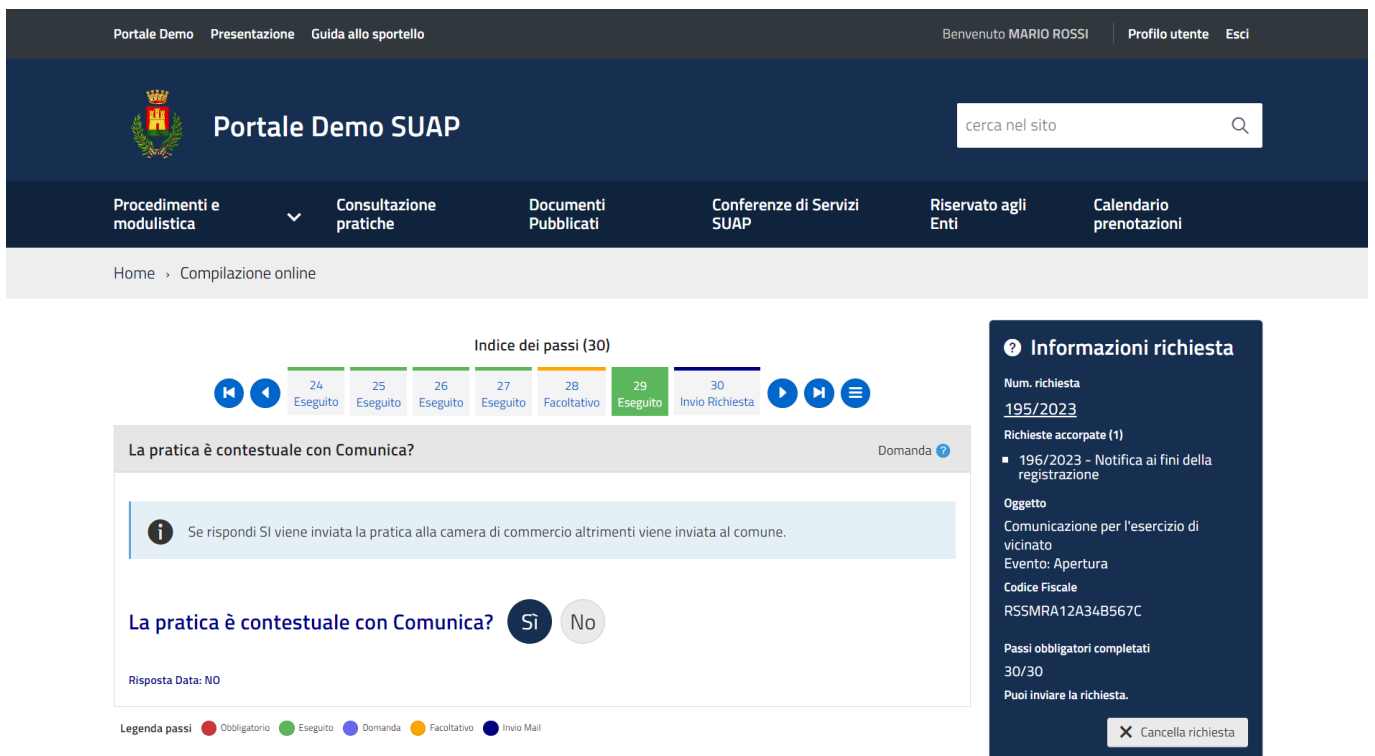 Portale Demo Presentazione Guida allo sportello Benvenuto MARIO ROSSI Profilo utente Esci
Portale Demo SUAP
cerca nel sito
Procedimenti e modulistica
Consultazione pratiche
Documenti Pubblicati
Conferenze di Servizi SUAP
Riservato agli Enti
Calendario prenotazioni
Home › Compilazione online
Indice dei passi (30)
24 Eseguito
25 Eseguito
26 Eseguito
27 Eseguito
28 Facoltativo
29 Eseguito
30 Invio Richiesta
La pratica è contestuale con Comunica? Domanda ?
Se rispondi SI viene inviata la pratica alla camera di commercio altrimenti viene inviata al comune.
La pratica è contestuale con Comunica? Sì No
Risposta Data: NO
Legenda passi Obbligatorio Eseguito Domanda Facoltativo Invio Mail
? Informazioni richiesta
Num. richiesta
195/2023
Richieste accorpate (1)
196/2023 - Notifica ai fini della
registrazione
Oggetto
Comunicazione per l'esercizio di
vicinato
Evento: Apertura
Codice Fiscale
RSSMRA12A34B567C
Passi obbligatori completati
30/30
Puoi inviare la richiesta.
Cancella richiesta